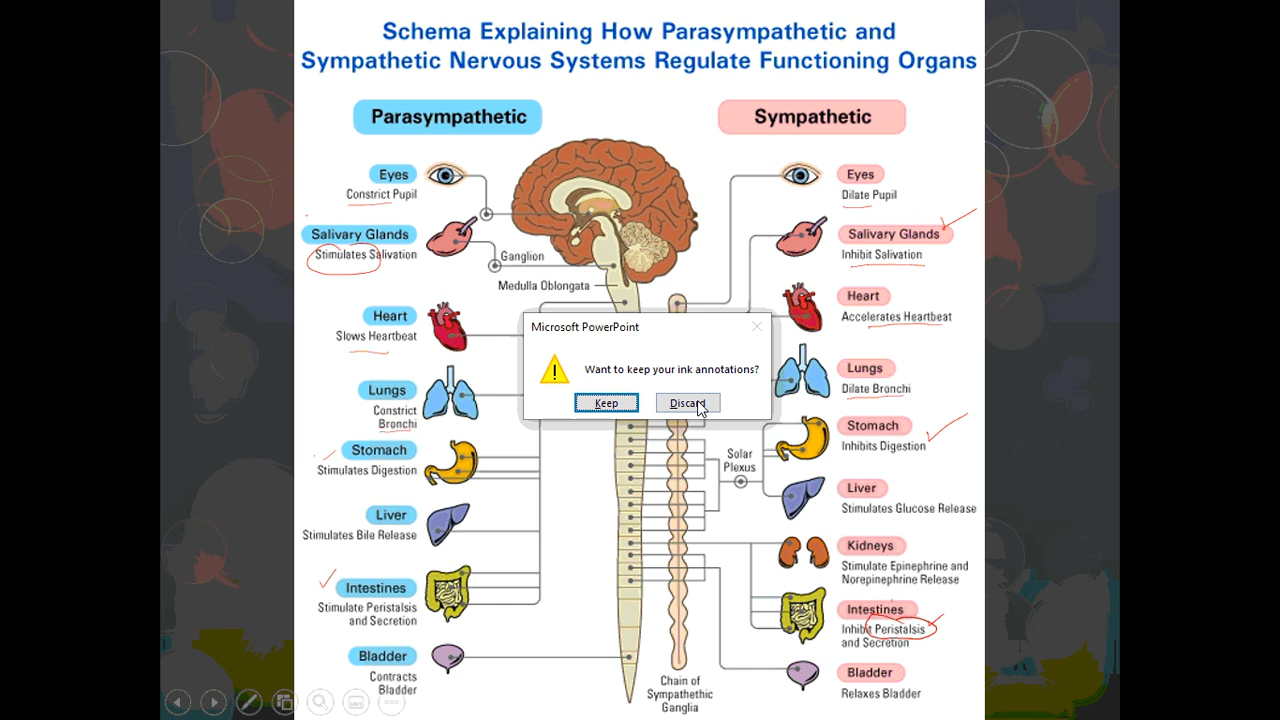 Schema Explaining How Parasympathetic and
Sympathetic Nervous Systems Regulate Functioning Organs
Parasympathetic
Sympathetic
Eyes
Constrict Pupil
Salivary Glands
Stimulates Salivation
Heart
Slows Heartbeat
Lungs
Constrict
Bronchi
Stomach
Stimulates Digestion
Liver
Stimulates Bile Release
Intestines
Stimulate Peristalsis
and Secretion
Bladder
Contracts
Bladder
Ganglion
Medulla Oblongata
Microsoft PowerPoint
Want to keep your ink annotations?
Keep
Discard
Solar
Plexus
Chain of
Sympathethic
Ganglia
Eyes
Dilate Pupil
Salivary Glands
Inhibit Salivation
Heart
Accelerates Heartbeat
Lungs
Dilate Bronchi
Stomach
Inhibits Digestion
Liver
Stimulates Glucose Release
Kidneys
Stimulate Epinephrine and
Norepinephrine Release
Intestines
Inhibit Peristalsis
and Secretion
Bladder
Relaxes Bladder